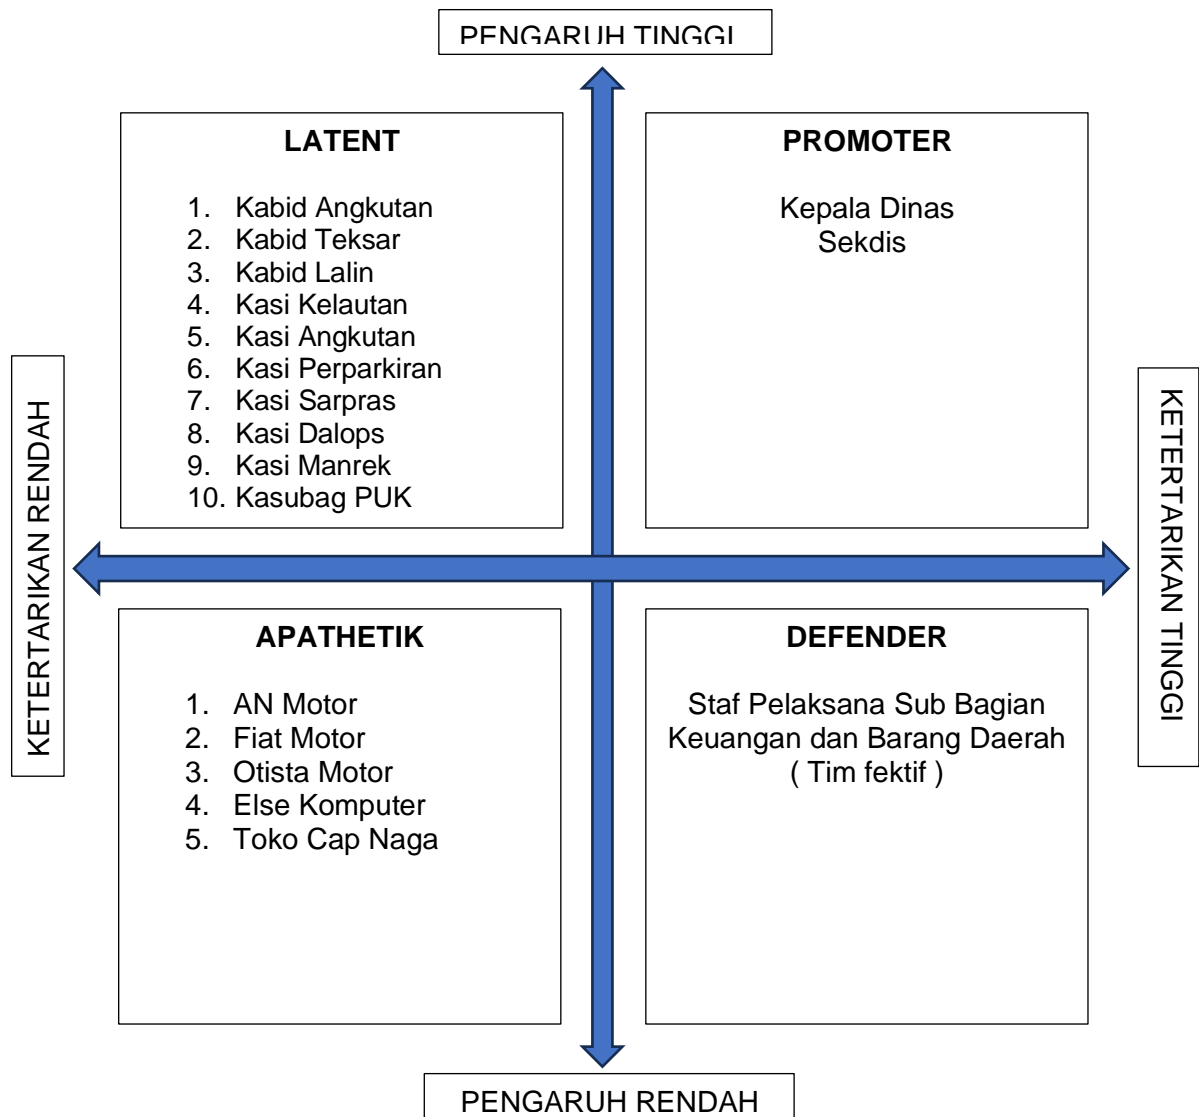 PENGARUH TINGGI
LATENT
1. Kabid Angkutan
2. Kabid Teksar
3. Kabid Lalin
4. Kasi Kelautan
5. Kasi Angkutan
6. Kasi Perparkiran
7. Kasi Sarpras
8. Kasi Dalops
9. Kasi Manrek
10. Kasubag PUK
PROMOTER
Kepala Dinas
Sekdis
KETERTARIKAN RENDAH
KETERTARIKAN TINGGI
APATHETIK
1. AN Motor
2. Fiat Motor
3. Otista Motor
4. Else Komputer
5. Toko Cap Naga
DEFENDER
Staf Pelaksana Sub Bagian
Keuangan dan Barang Daerah
( Tim fektif )
PENGARUH RENDAH